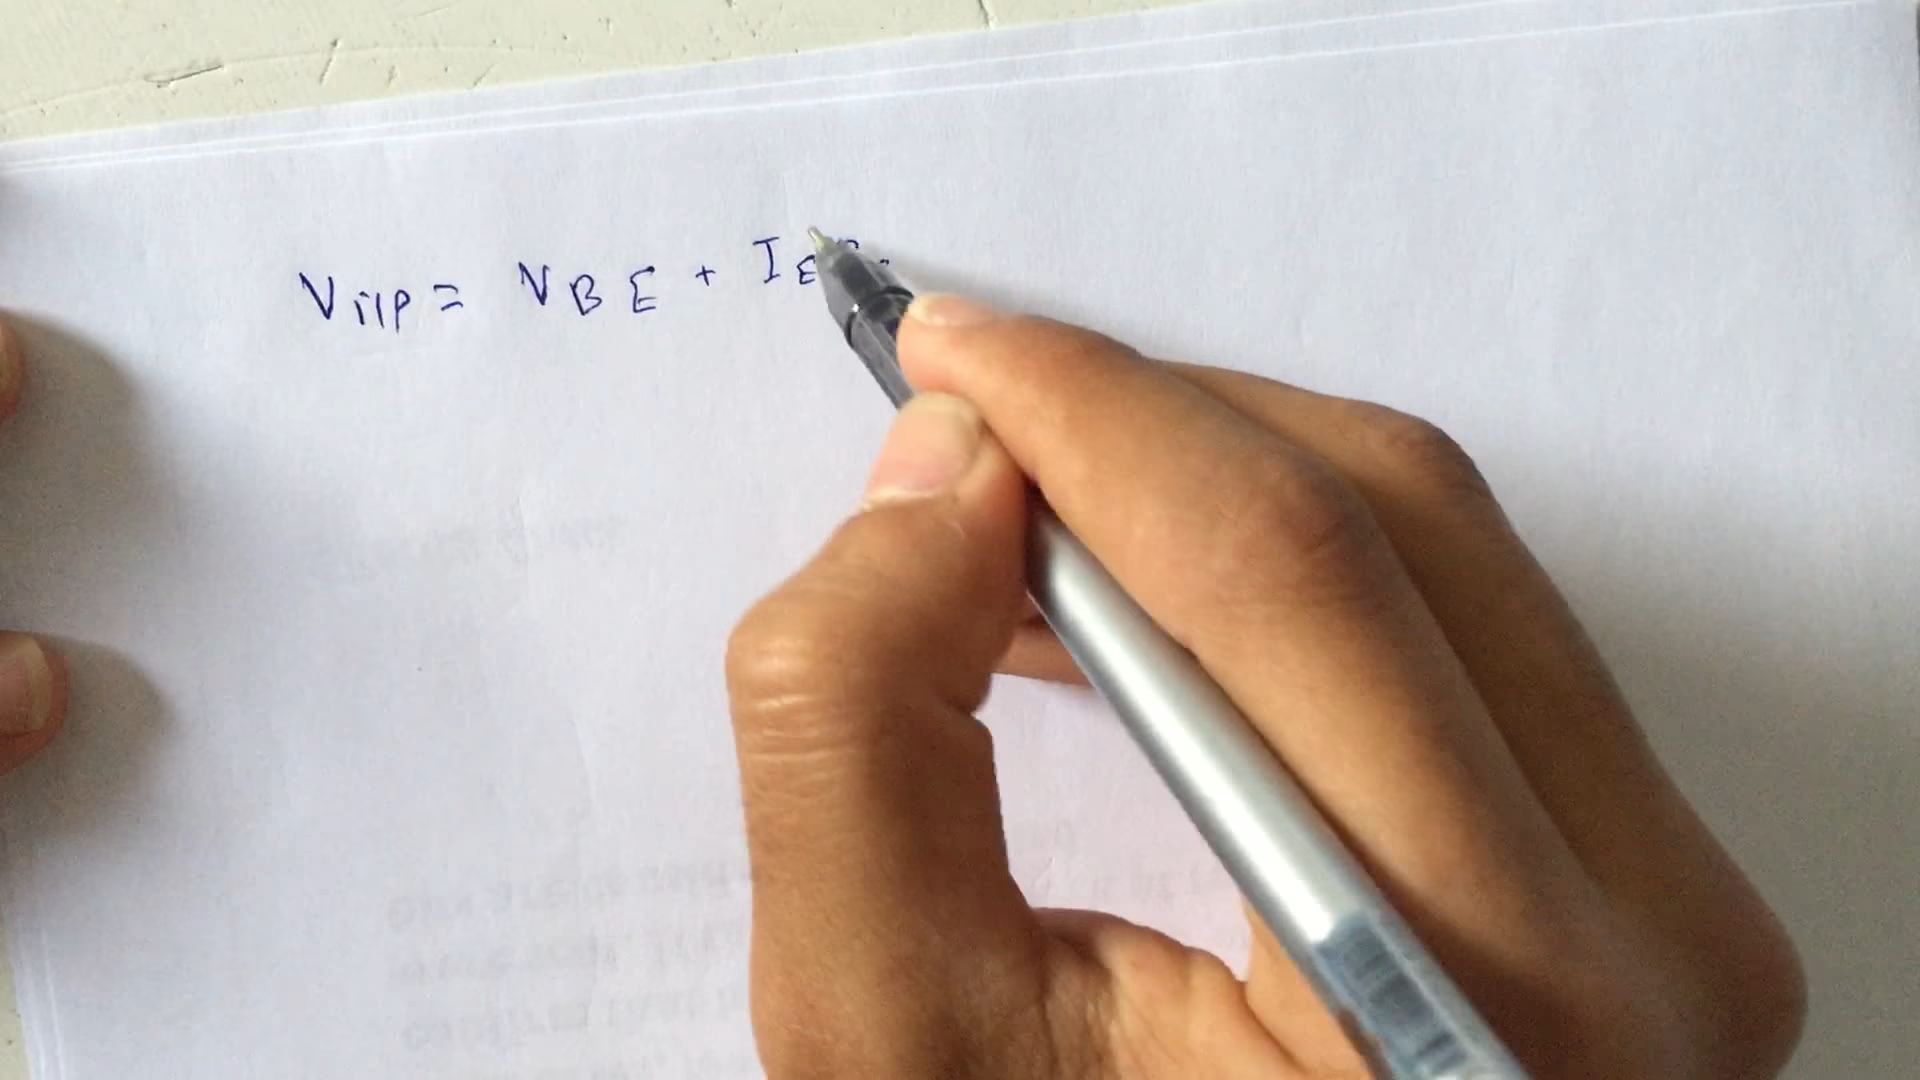 Vi/p = VBE + IE